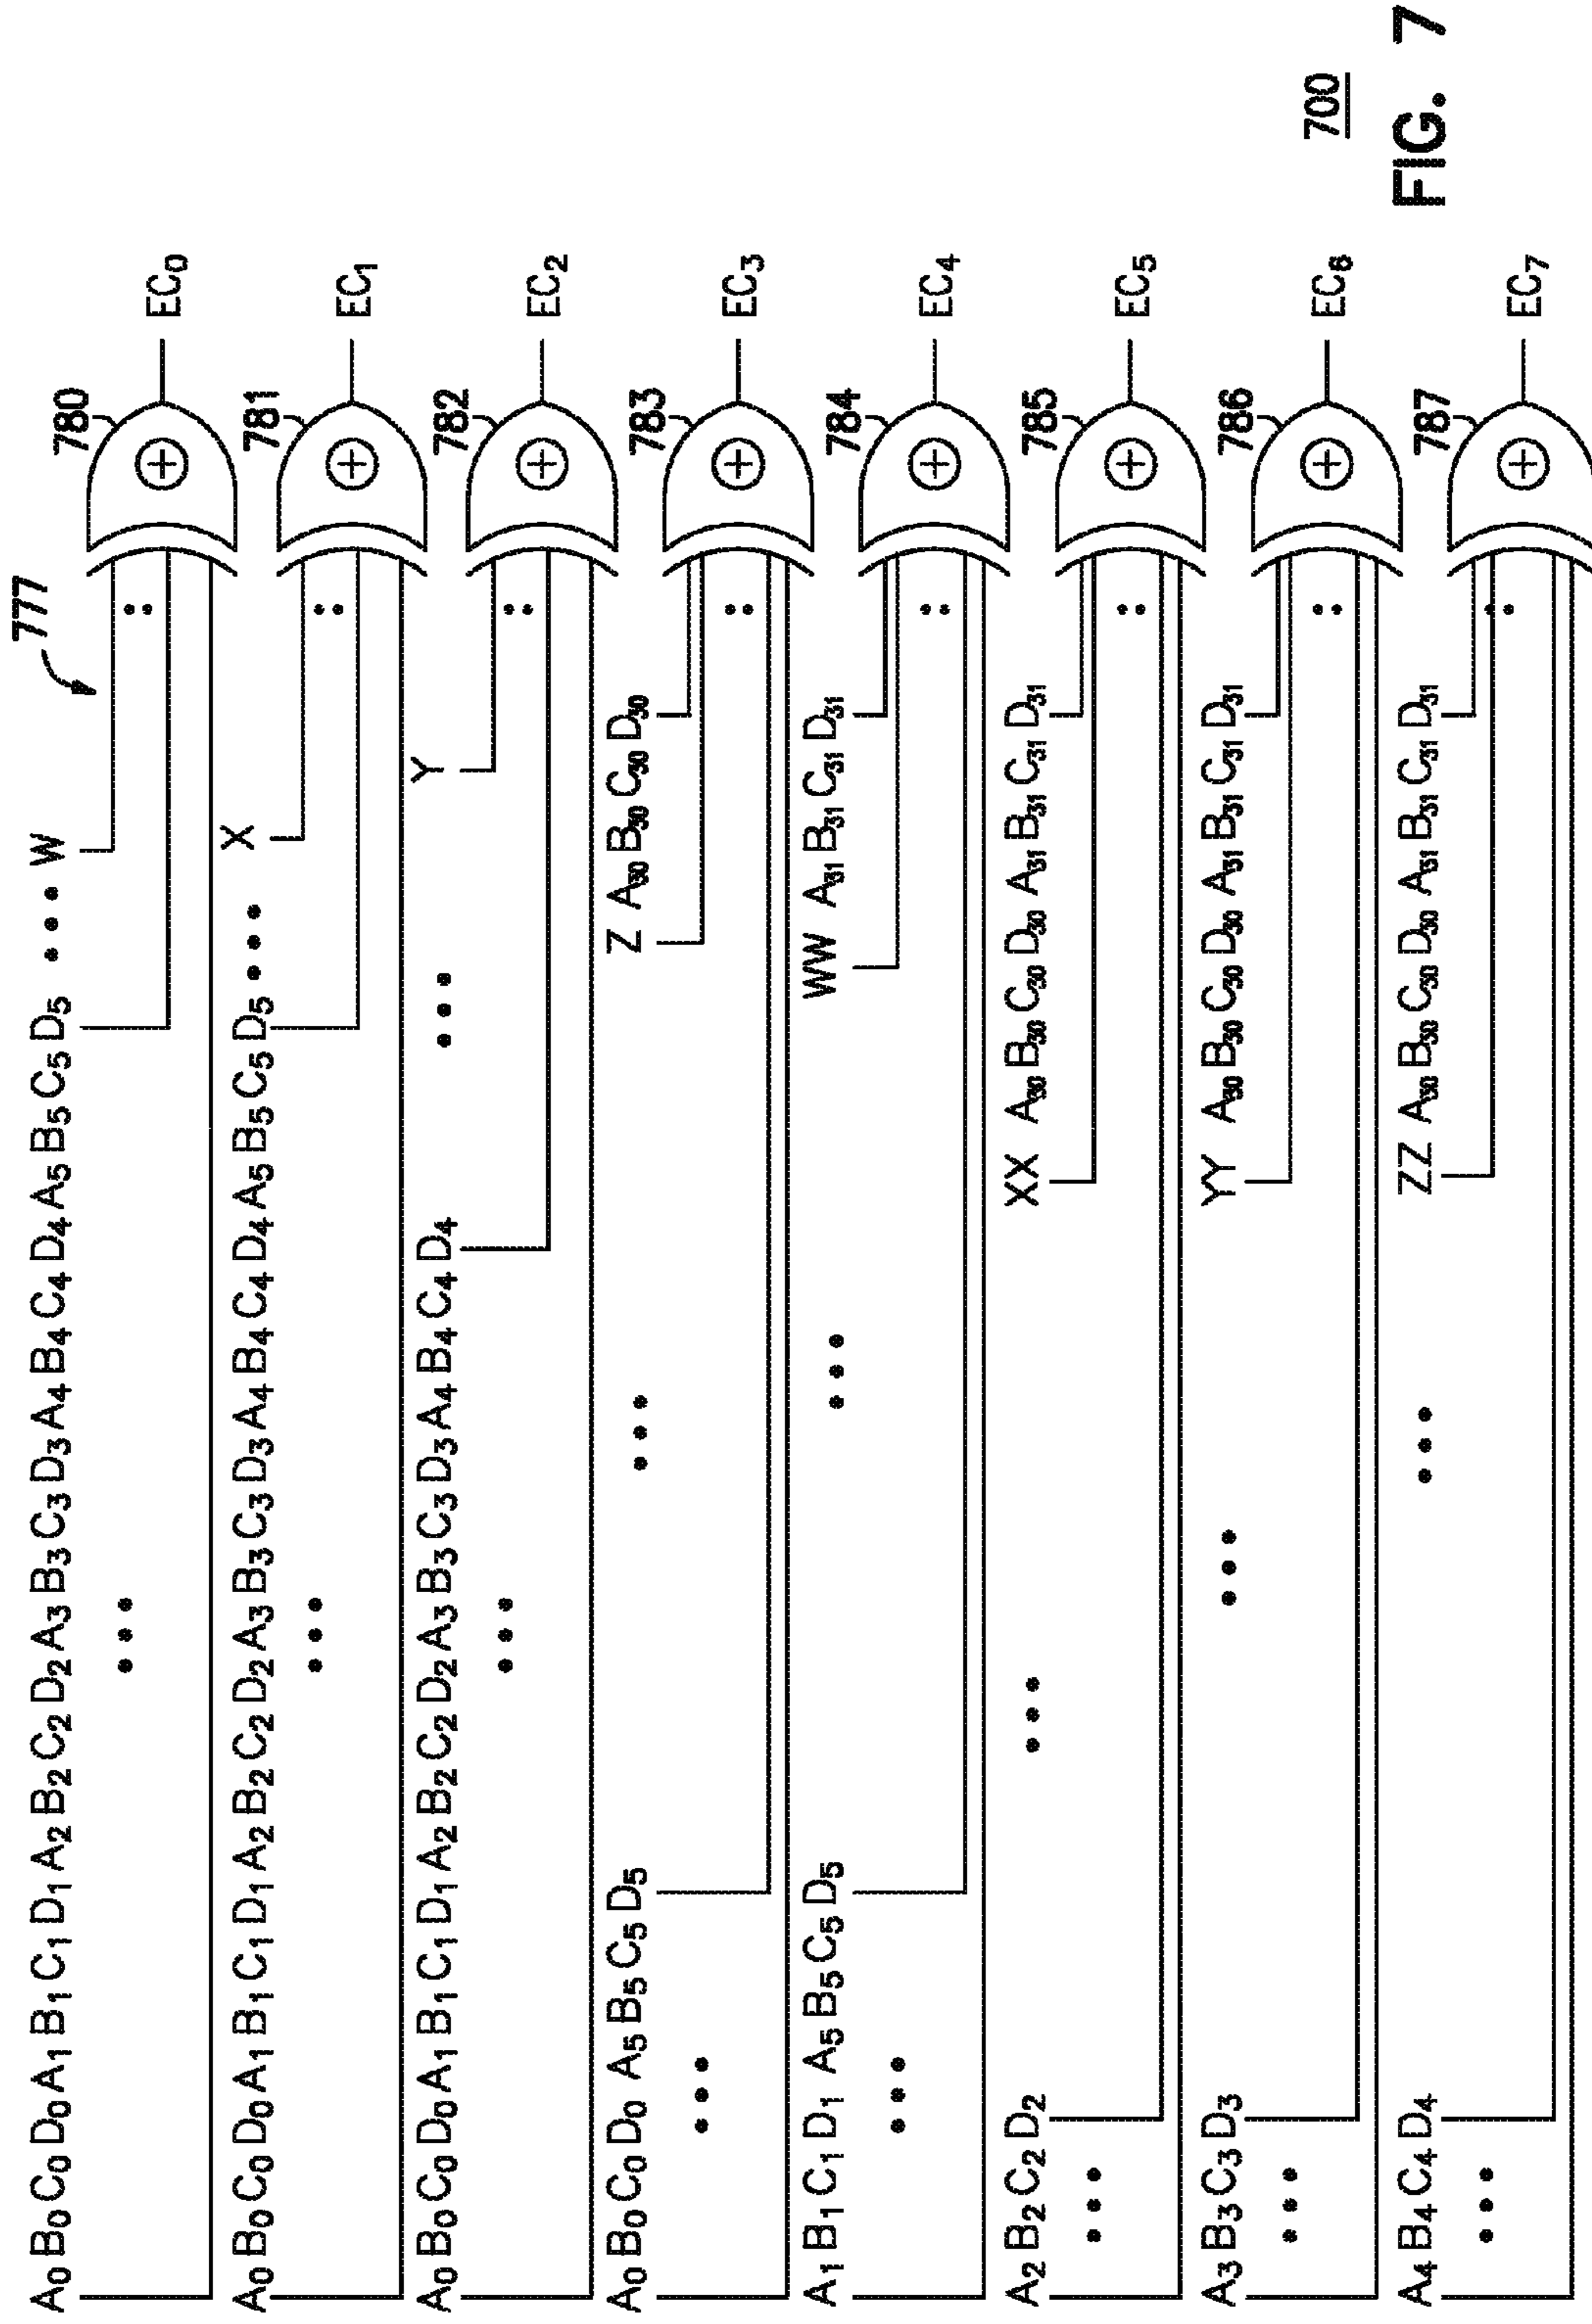 777
A₀ B₀ C₀ D₀ A₁ B₁ C₁ D₁ A₂ B₂ C₂ D₂ A₃ B₃ C₃ D₃ A₄ B₄ C₄ D₄ A₅ B₅ C₅ D₅ • • • W
780
EC₀
A₀ B₀ C₀ D₀ A₁ B₁ C₁ D₁ A₂ B₂ C₂ D₂ A₃ B₃ C₃ D₃ A₄ B₄ C₄ D₄ A₅ B₅ C₅ D₅ • • • X
781
EC₁
A₀ B₀ C₀ D₀ A₁ B₁ C₁ D₁ A₂ B₂ C₂ D₂ A₃ B₃ C₃ D₃ A₄ B₄ C₄ D₄ • • • Y
782
EC₂
A₀ B₀ C₀ D₀ A₅ B₅ C₅ D₅ • • • Z A₃₀ B₃₀ C₃₀ D₃₀
783
EC₃
A₁ B₁ C₁ D₁ A₅ B₅ C₅ D₅ • • • WW A₃₁ B₃₁ C₃₁ D₃₁
784
EC₄
A₂ B₂ C₂ D₂ • • • XX A₃₀ B₃₀ C₃₀ D₃₀ A₃₁ B₃₁ C₃₁ D₃₁
785
EC₅
A₃ B₃ C₃ D₃ • • • YY A₃₀ B₃₀ C₃₀ D₃₀ A₃₁ B₃₁ C₃₁ D₃₁
786
EC₆
A₄ B₄ C₄ D₄ • • • ZZ A₃₀ B₃₀ C₃₀ D₃₀ A₃₁ B₃₁ C₃₁ D₃₁
787
EC₇
700
FIG. 7